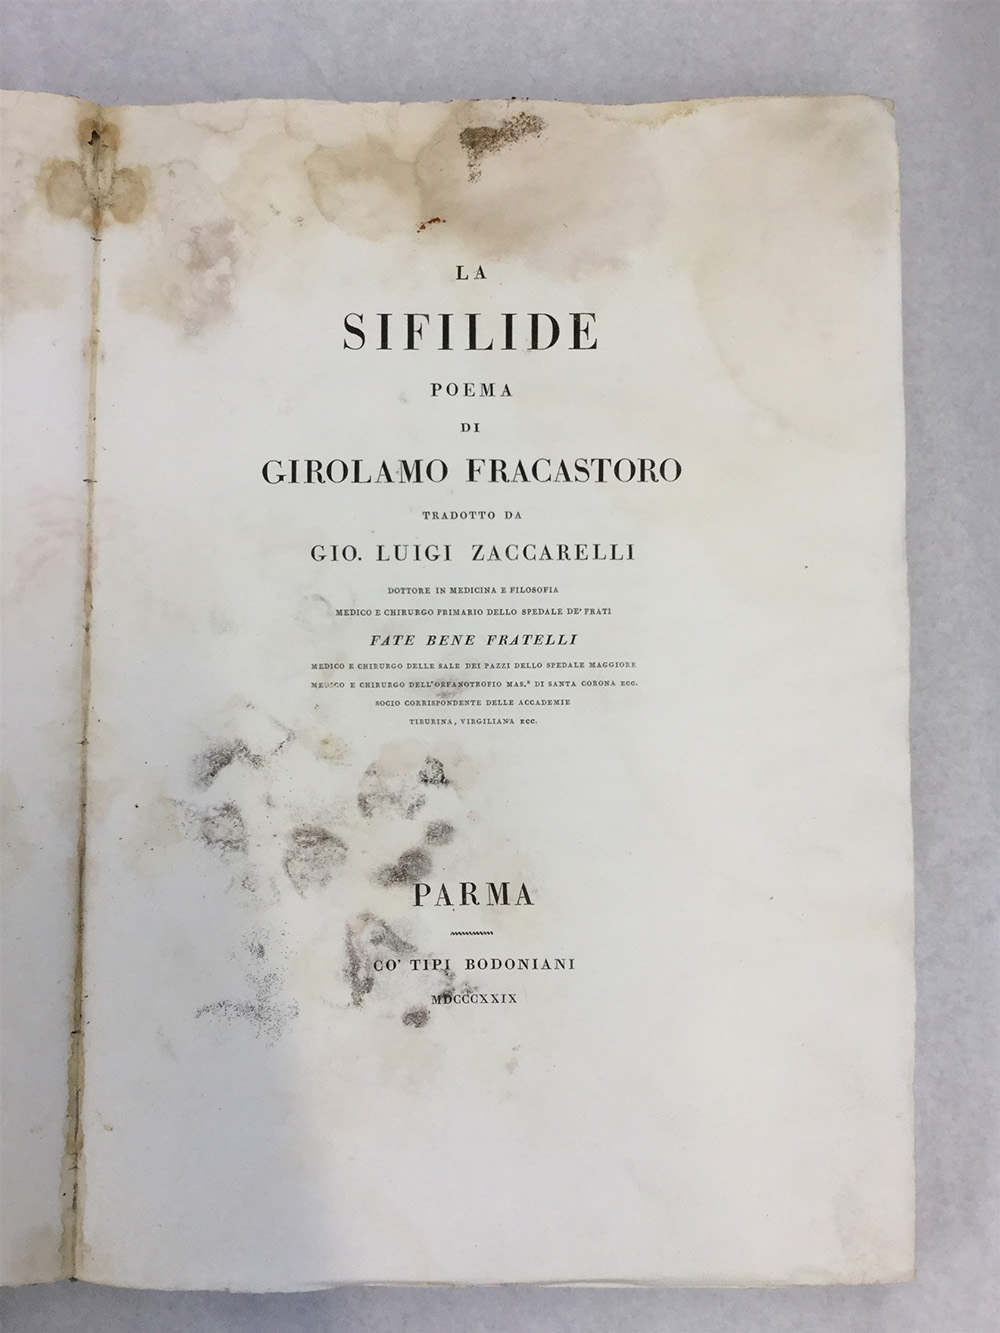 LA
SIFILIDE
POEMA
DI
GIROLAMO FRACASTORO
TRADOTTO DA
GIO. LUIGI ZACCARELLI
DOTTORE IN MEDICINA E FILOSOFIA
MEDICO E CHIRURGO PRIMARIO DELLO SPEDALE DE' FRATI
FATE BENE FRATELLI
MEDICO E CHIRURGO DELLE SALE DEI PAZZI DELLO SPEDALE MAGGIORE
MEDICO E CHIRURGO DELL'ORFANOTROFIO MAS.E DI SANTA CORONA ECC.
SOCIO CORRISPONDENTE DELLE ACCADEMIE
TIBURINA, VIRGILIANA ECC.
PARMA
CO' TIPI BODONIANI
MDCCCXXIX